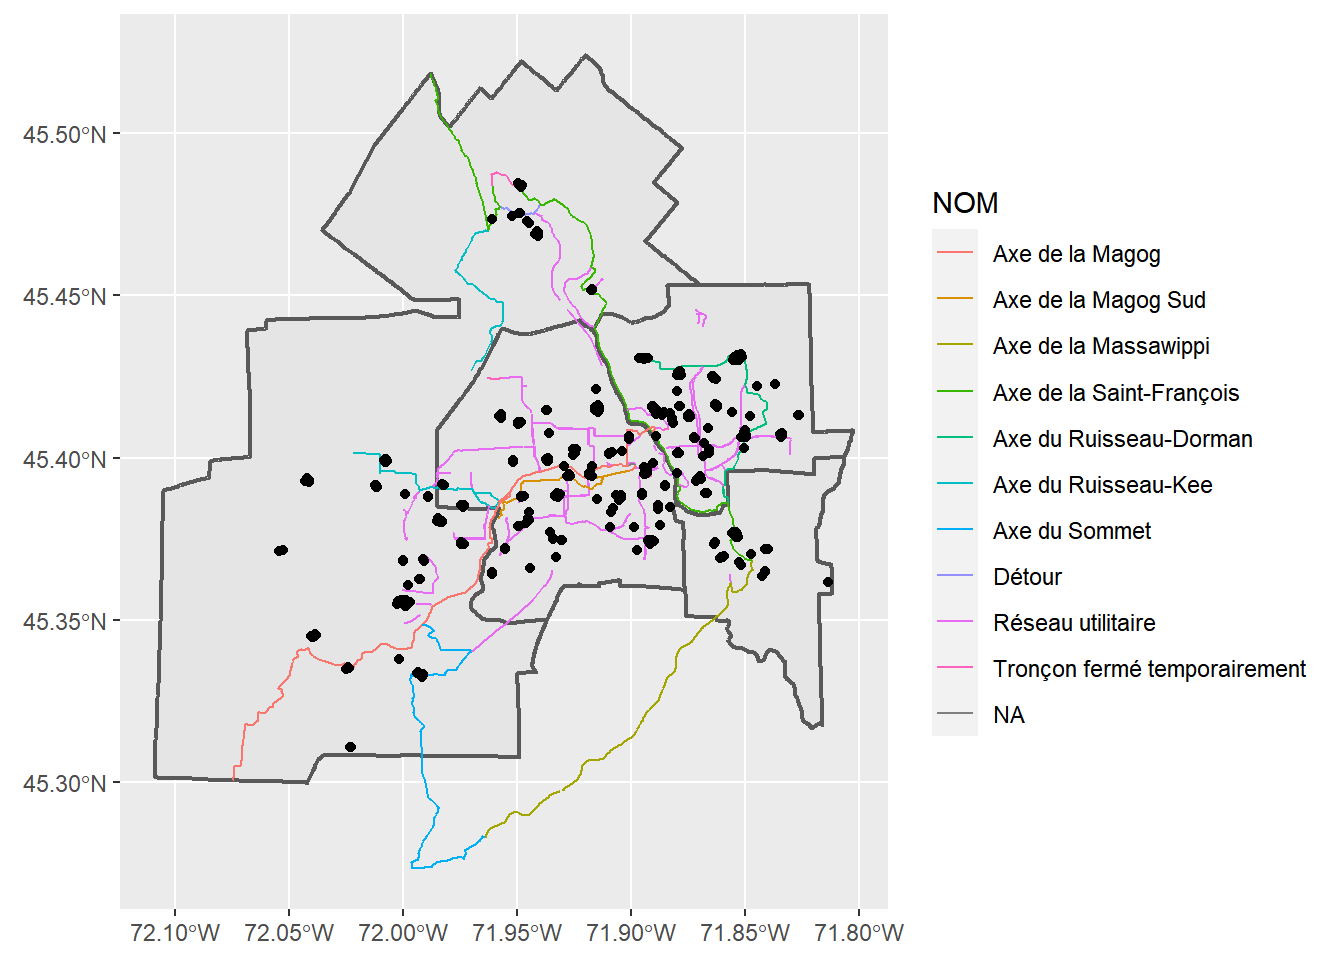 45.50°N
45.45°N
45.40°N
45.35°N
45.30°N
72.10°W
72.05°W
72.00°W
71.95°W
71.90°W
71.85°W
71.80°W
NOM
Axe de la Magog
Axe de la Magog Sud
Axe de la Massawippi
Axe de la Saint-François
Axe du Ruisseau-Dorman
Axe du Ruisseau-Kee
Axe du Sommet
Détour
Réseau utilitaire
Tronçon fermé temporairement
NA